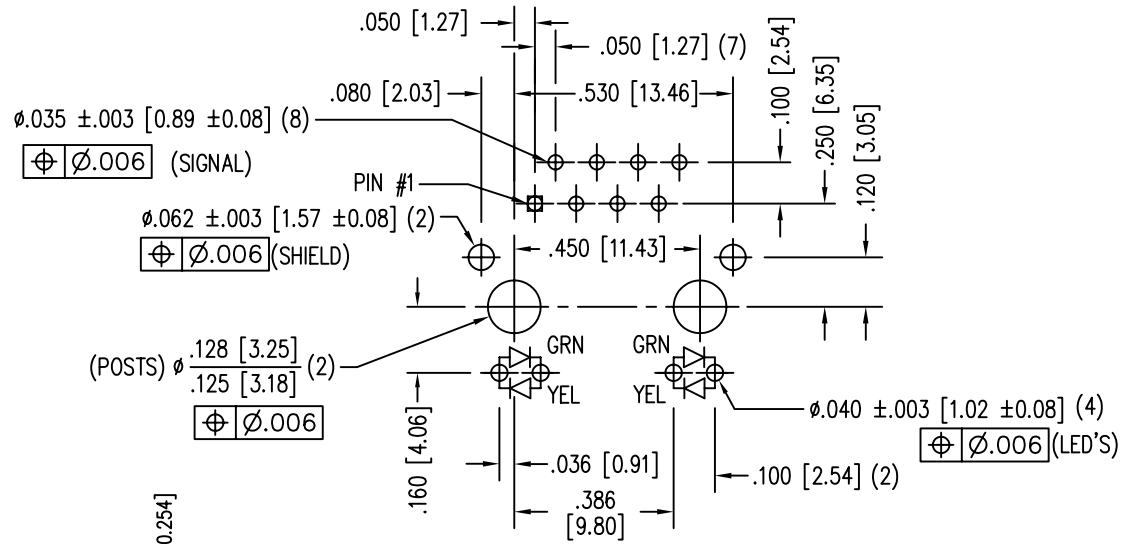 .050 [1.27]
.050 [1.27] (7)
.100 [2.54]
.250 [6.35]
.120 [3.05]
.080 [2.03]
.530 [13.46]
ø.035 ±.003 [0.89 ±0.08] (8)
⌖ Ø.006 (SIGNAL)
PIN #1
ø.062 ±.003 [1.57 ±0.08] (2)
⌖ Ø.006 (SHIELD)
.450 [11.43]
(POSTS) ø .128 [3.25]
.125 [3.18] (2)
⌖ Ø.006
GRN
GRN
YEL
YEL
ø.040 ±.003 [1.02 ±0.08] (4)
⌖ Ø.006 (LED'S)
.160 [4.06]
.036 [0.91]
.100 [2.54] (2)
.386
[9.80]
0.254]